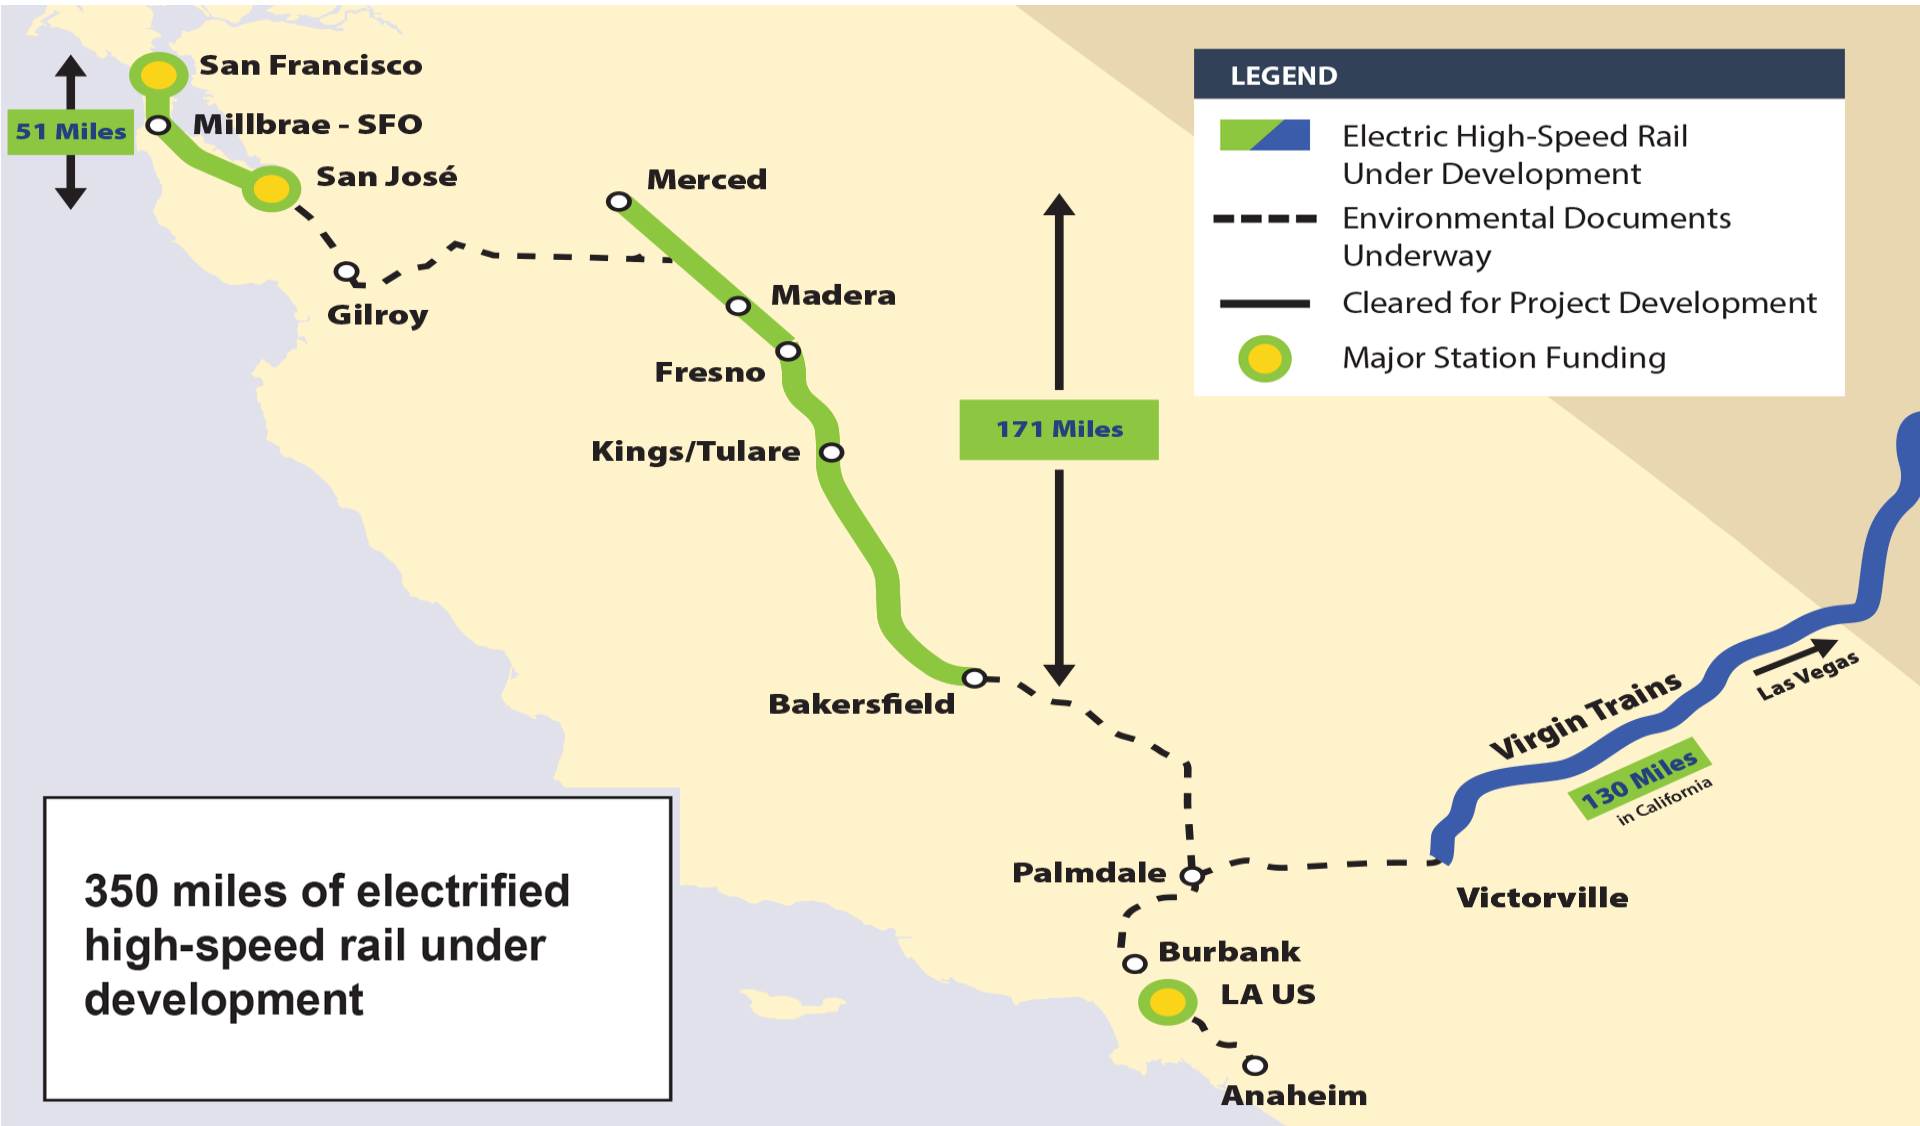 San Francisco
51 Miles
Millbrae - SFO
San José
Gilroy
Merced
Madera
Fresno
Kings/Tulare
171 Miles
Bakersfield
LEGEND
Electric High-Speed Rail
Under Development
Environmental Documents
Underway
Cleared for Project Development
Major Station Funding
Las Vegas
Virgin Trains
130 Miles
in California
Palmdale
Victorville
Burbank
LA US
Anaheim
350 miles of electrified
high-speed rail under
development